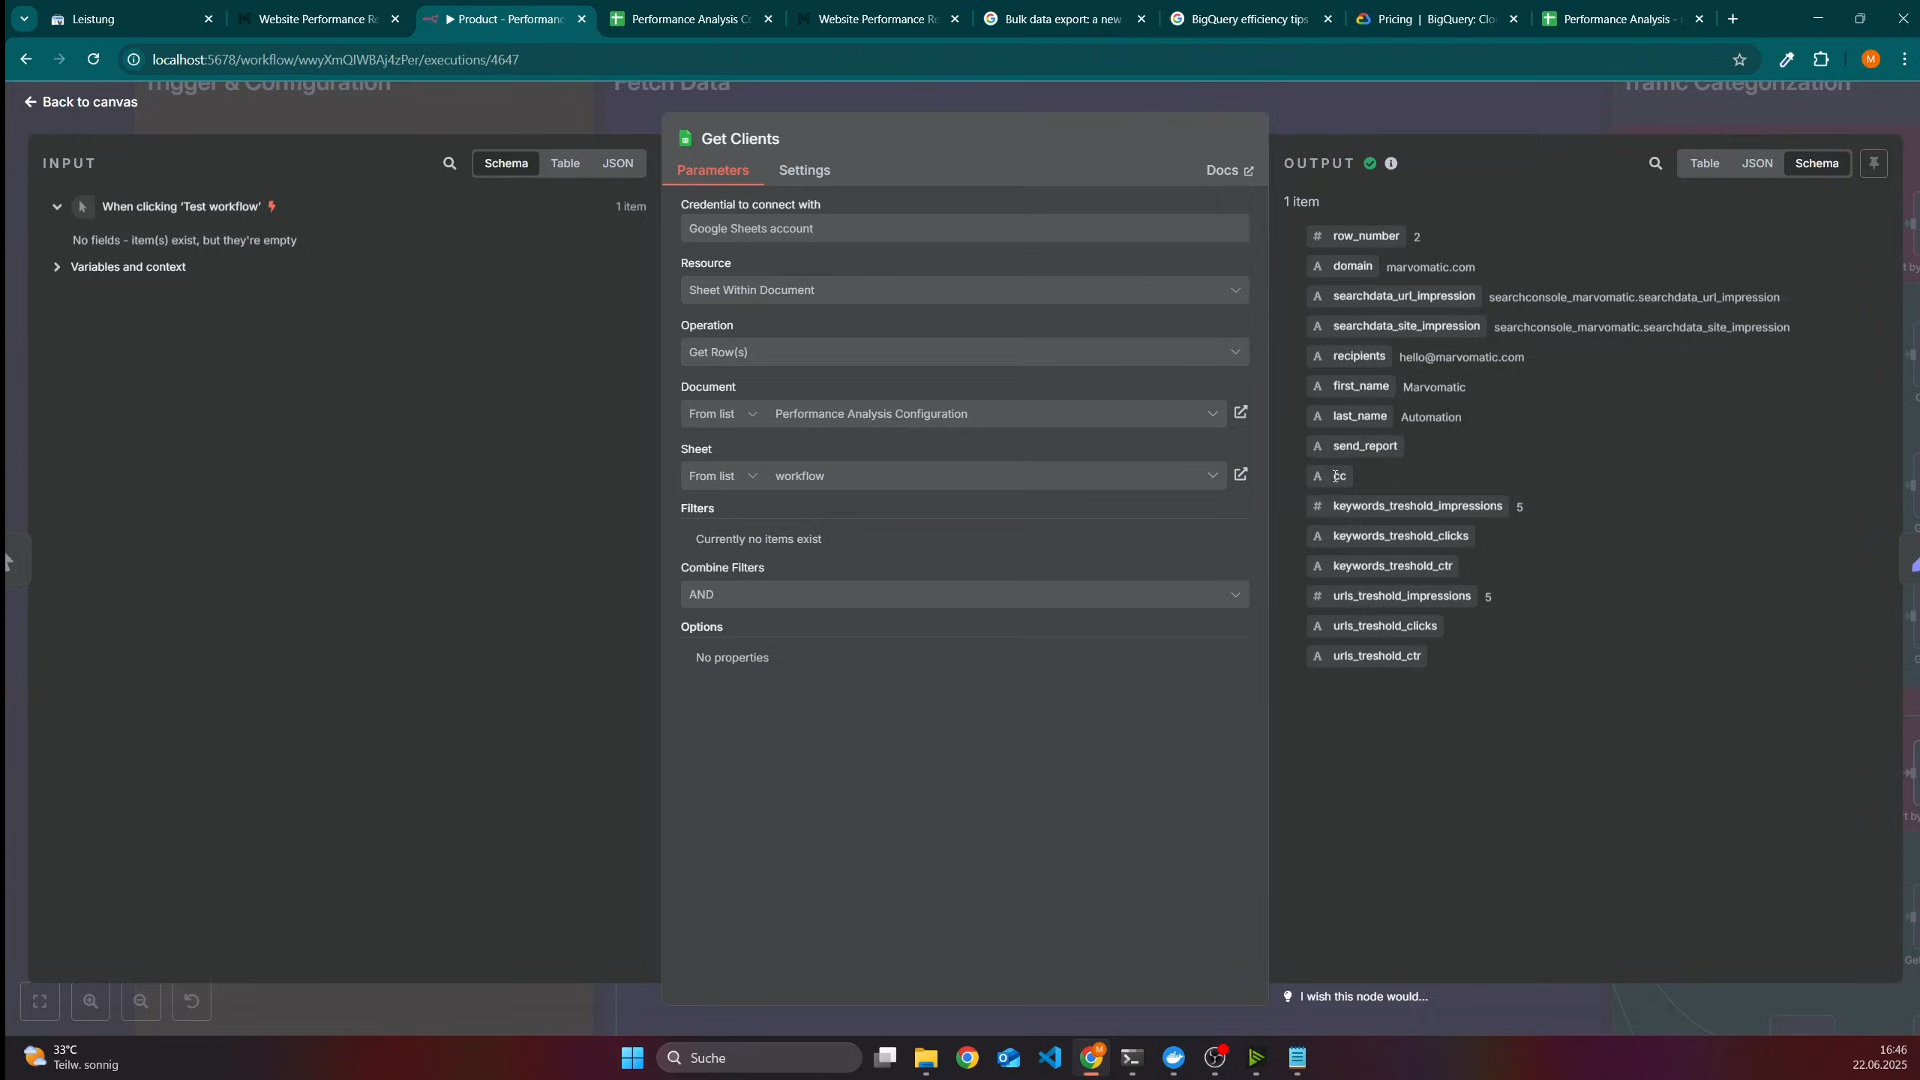 Leistung
Website Performance Re
Product - Performanc
Performance Analysis Co
Website Performance Re
Bulk data export: a new
BigQuery efficiency tips
Pricing | BigQuery: Clo
Performance Analysis -
localhost:5678/workflow/wwyXmQIWBAj4zPer/executions/4647
M
Trigger & Configuration
Fetch Data
Traffic Categorization
Back to canvas
Get Clients
INPUT
Schema
Table
JSON
Parameters
Settings
Docs
OUTPUT
Table
JSON
Schema
When clicking ‘Test workflow’
1 item
No fields - item(s) exist, but they're empty
Variables and context
Credential to connect with
Google Sheets account
Resource
Sheet Within Document
Operation
Get Row(s)
Document
From list
Performance Analysis Configuration
Sheet
From list
workflow
Filters
Currently no items exist
Combine Filters
AND
Options
No properties
1 item
# row_number 2
A domain marvomatic.com
A searchdata_url_impression searchconsole_marvomatic.searchdata_url_impression
A searchdata_site_impression searchconsole_marvomatic.searchdata_site_impression
A recipients hello@marvomatic.com
A first_name Marvomatic
A last_name Automation
A send_report
A cc
# keywords_treshold_impressions 5
A keywords_treshold_clicks
A keywords_treshold_ctr
# urls_treshold_impressions 5
A urls_treshold_clicks
A urls_treshold_ctr
I wish this node would...
33°C
Teilw. sonnig
Suche
16:46
22.06.2025